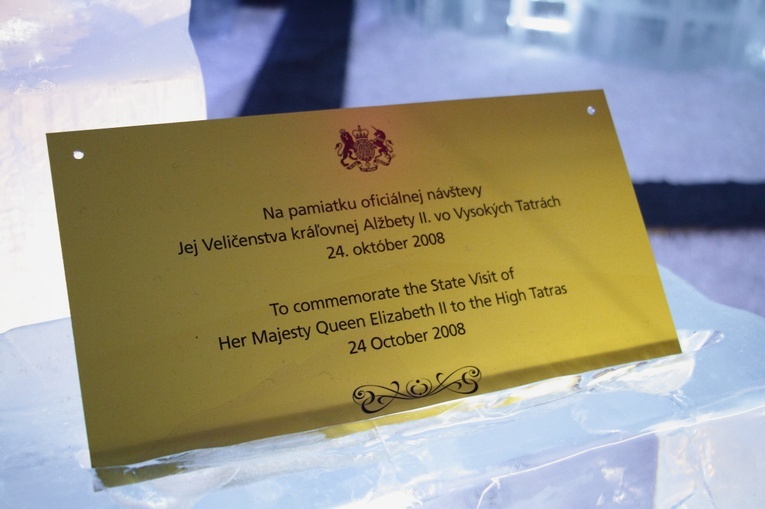 Na pamiatku oficiálnej návštevy
Jej Veličenstva kráľovnej Alžbety II. vo Vysokých Tatrách
24. október 2008
To commemorate the State Visit of
Her Majesty Queen Elizabeth II to the High Tatras
24 October 2008